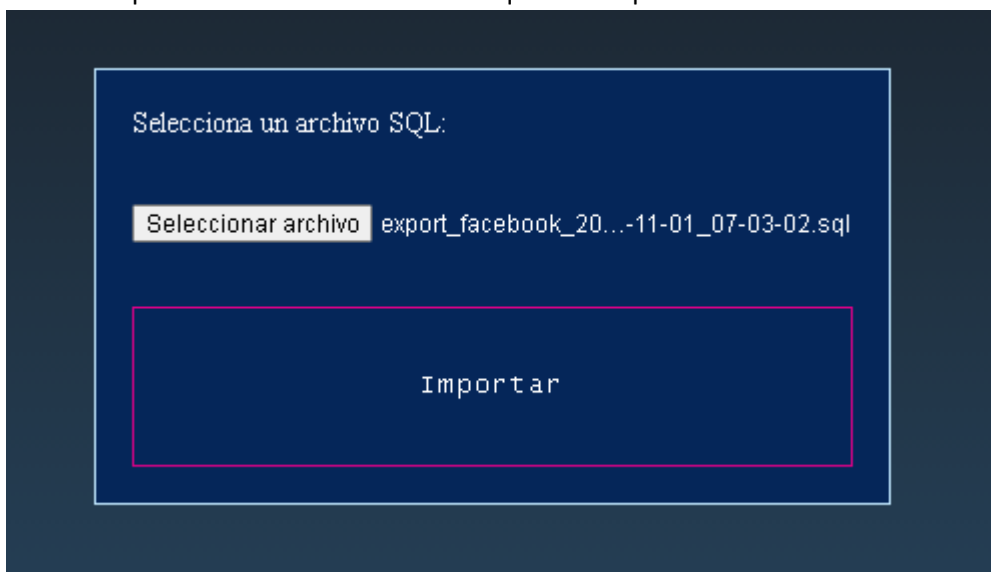 Selecciona un archivo SQL:
Seleccionar archivo export_facebook_20...-11-01_07-03-02.sql
Importar